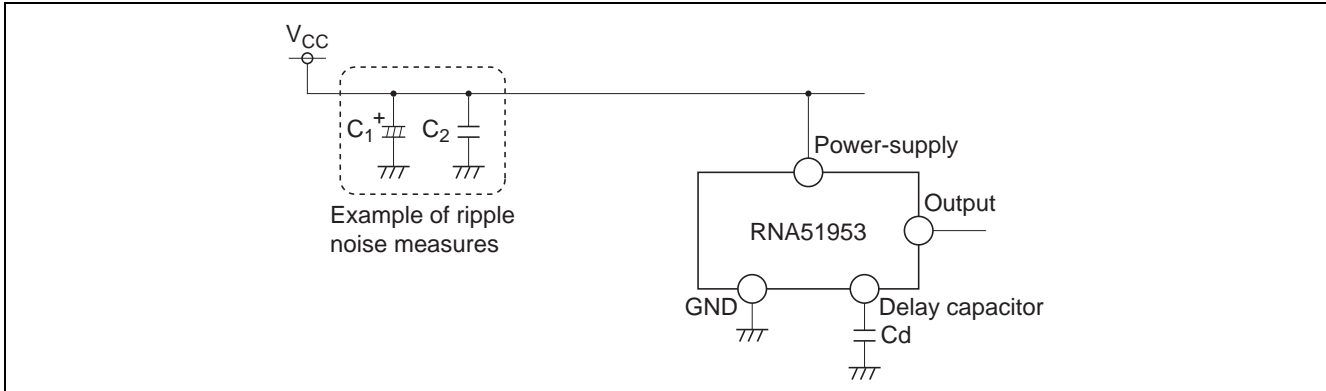 VCC
C1
+
C2
Example of ripple
noise measures
Power-supply
Output
RNA51953
GND
Delay capacitor
Cd